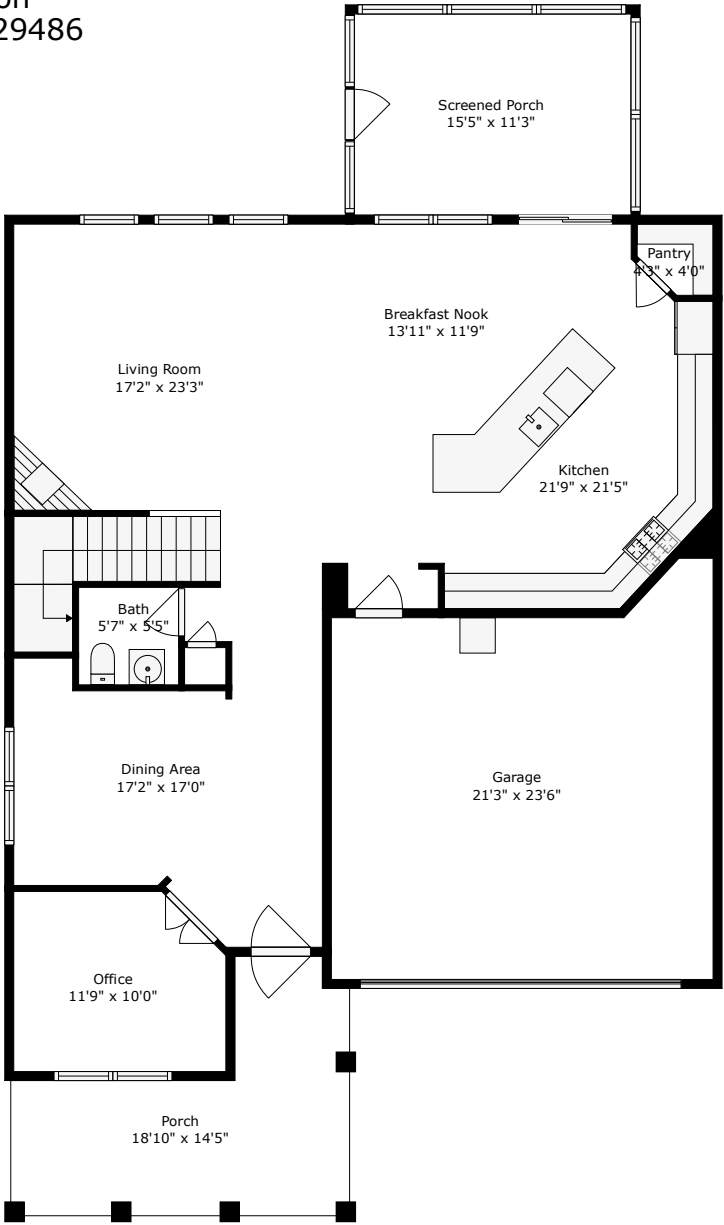 29486
Screened Porch
15'5" x 11'3"
Pantry
4'3" x 4'0"
Breakfast Nook
13'11" x 11'9"
Living Room
17'2" x 23'3"
Kitchen
21'9" x 21'5"
Bath
5'7" x 5'5"
Dining Area
17'2" x 17'0"
Garage
21'3" x 23'6"
Office
11'9" x 10'0"
Porch
18'10" x 14'5"